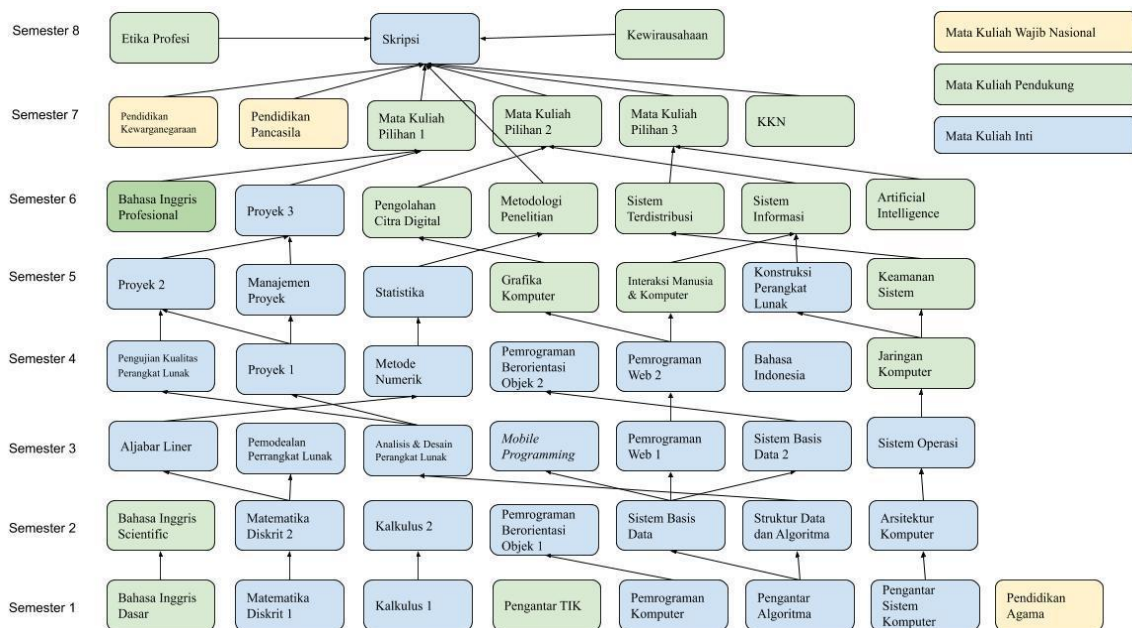 Semester 8
Etika Profesi
Skripsi
Kewirausahaan
Mata Kuliah Wajib Nasional
Mata Kuliah Pendukung
Mata Kuliah Inti
Semester 7
Pendidikan
Kewarganegaraan
Pendidikan
Pancasila
Mata Kuliah
Pilihan 1
Mata Kuliah
Pilihan 2
Mata Kuliah
Pilihan 3
KKN
Semester 6
Bahasa Inggris
Profesional
Proyek 3
Pengolahan
Citra Digital
Metodologi
Penelitian
Sistem
Terdistribusi
Sistem
Informasi
Artificial
Intelligence
Semester 5
Proyek 2
Manajemen
Proyek
Statistika
Grafika
Komputer
Interaksi Manusia
& Komputer
Konstruksi
Perangkat
Lunak
Keamanan
Sistem
Semester 4
Pengujian Kualitas
Perangkat Lunak
Proyek 1
Metode
Numerik
Pemrograman
Berorientasi
Objek 2
Pemrograman
Web 2
Bahasa
Indonesia
Jaringan
Komputer
Semester 3
Aljabar Liner
Pemodealan
Perrangkat Lunak
Analisis & Desain
Perangkat Lunak
Mobile
Programming
Pemrograman
Web 1
Sistem Basis
Data 2
Sistem Operasi
Semester 2
Bahasa Inggris
Scientific
Matematika
Diskrit 2
Kalkulus 2
Pemrograman
Berorientasi
Objek 1
Sistem Basis
Data
Struktur Data
dan Algoritma
Arsitektur
Komputer
Semester 1
Bahasa Inggris
Dasar
Matematika
Diskrit 1
Kalkulus 1
Pengantar TIK
Pemrograman
Komputer
Pengantar
Algoritma
Pengantar
Sistem
Komputer
Pendidikan
Agama